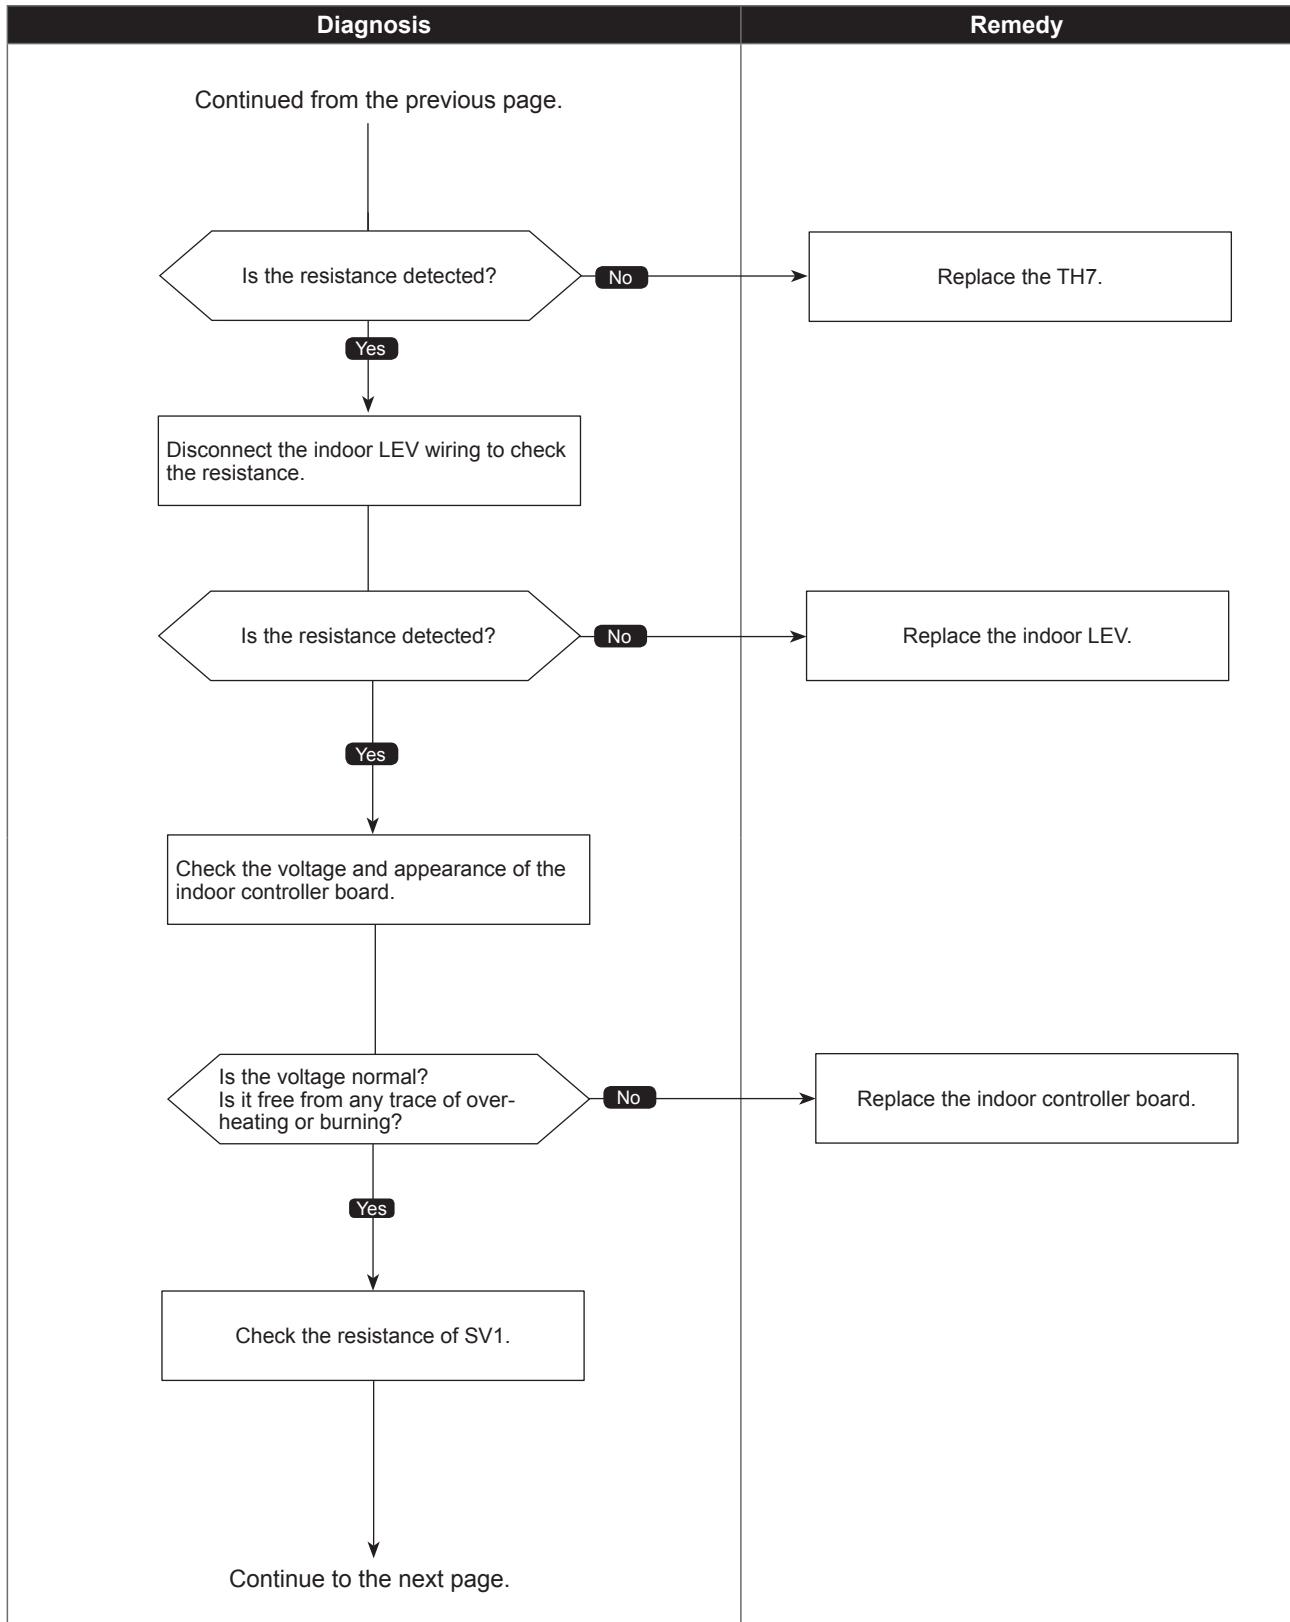 Diagnosis
Remedy
Continued from the previous page.
Is the resistance detected?
No
Replace the TH7.
Yes
Disconnect the indoor LEV wiring to check
the resistance.
Is the resistance detected?
No
Replace the indoor LEV.
Yes
Check the voltage and appearance of the
indoor controller board.
Is the voltage normal?
Is it free from any trace of over-
heating or burning?
No
Replace the indoor controller board.
Yes
Check the resistance of SV1.
Continue to the next page.